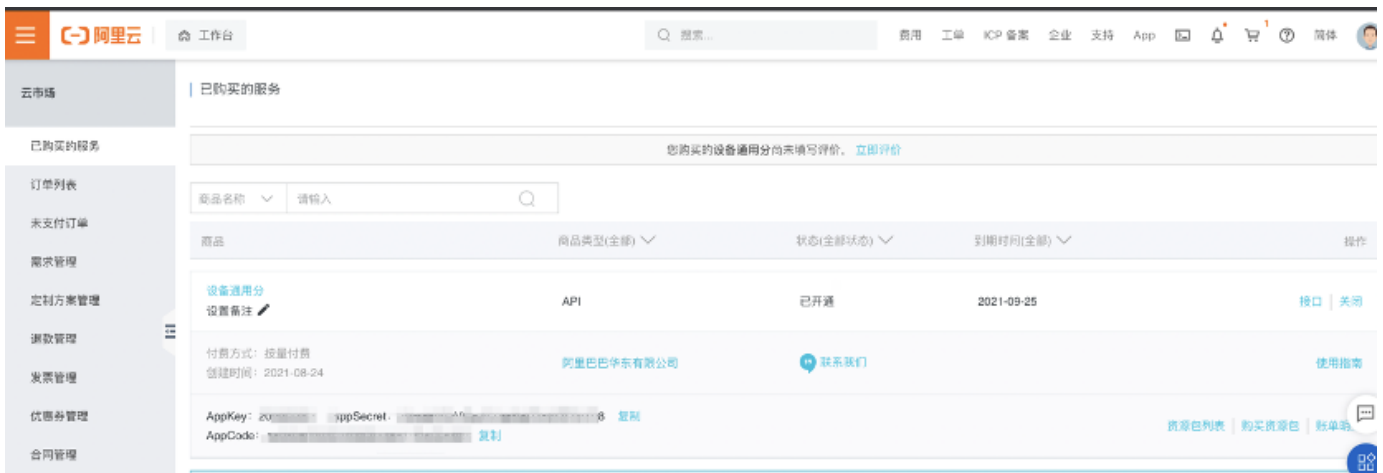 阿里云 工作台 搜索... 费用 工单 ICP 备案 企业 支持 App 1 简体
云市场
已购买的服务
已购买的服务
订单列表
未支付订单
需求管理
定制方案管理
退款管理
发票管理
优惠券管理
合同管理
您购买的设备通用分尚未填写评价。 立即评价
商品名称 请输入
商品 商品类型(全部) 状态(全部状态) 到期时间(全部) 操作
设备通用分
设置备注
API 已开通 2021-09-25 接口 关闭
付费方式：按量付费
创建时间：2021-08-24
阿里巴巴华东有限公司 联系我们 使用指南
AppKey: AppSecret: 复制
AppCode: 复制
资源包列表 购买资源包 账单明